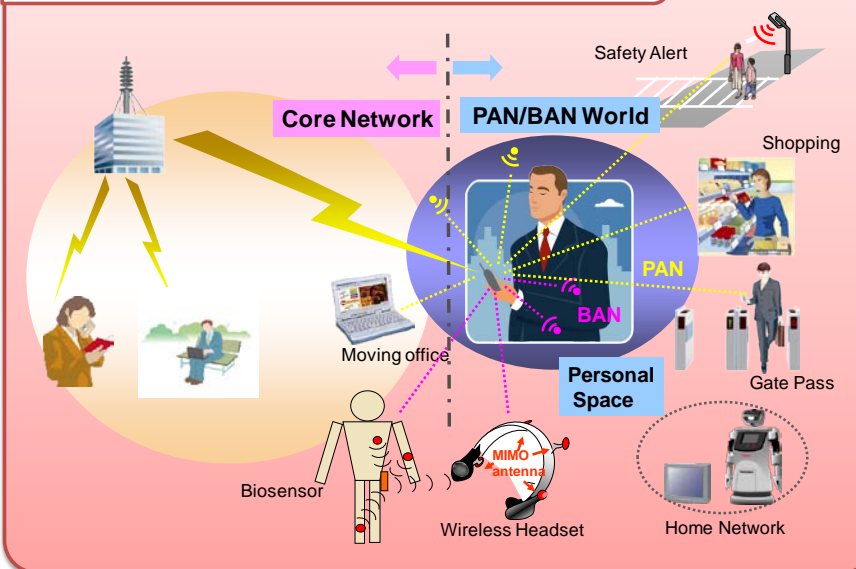 Safety Alert
Core Network
PAN/BAN World
Shopping
PAN
BAN
Moving office
Gate Pass
Personal
Space
MIMO
antenna
Biosensor
Wireless Headset
Home Network